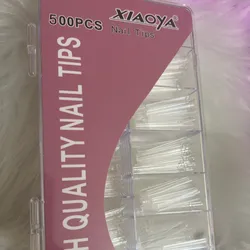 500PCS
XIAOYA®
Nail Tips
H QUALITY NAIL TIPS